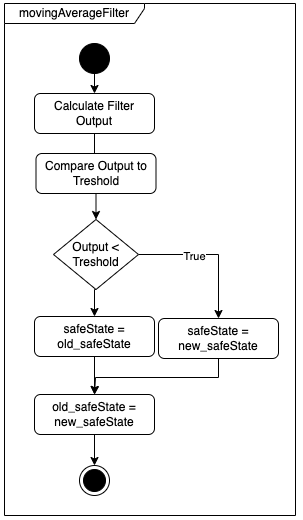 movingAverageFilter
Calculate Filter
Output
Compare Output to
Treshold
Output <
Treshold
True
safeState =
old_safeState
safeState =
new_safeState
old_safeState =
new_safeState